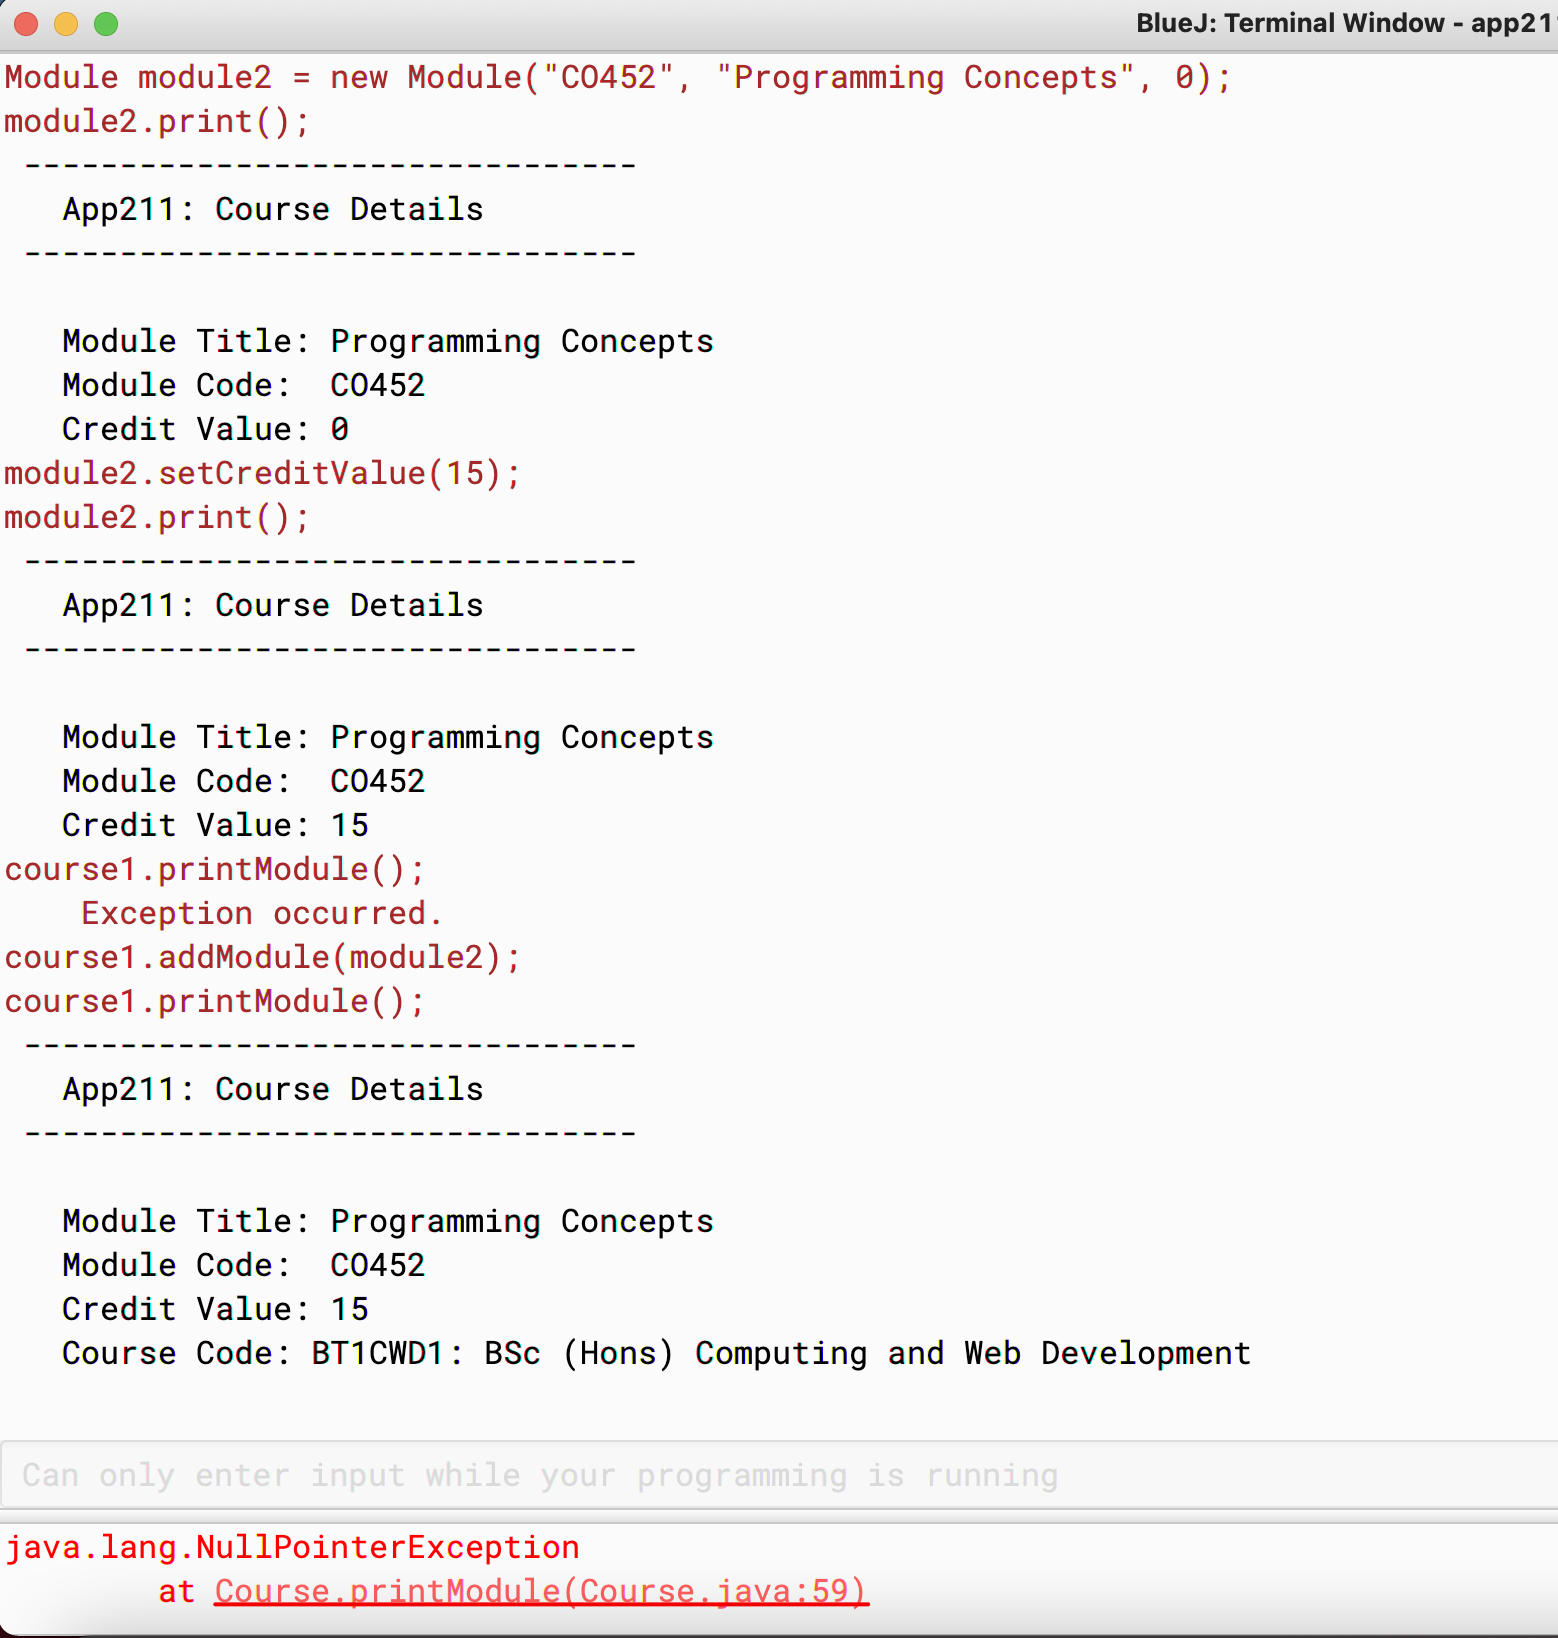 BlueJ: Terminal Window - app21
Module module2 = new Module("CO452", "Programming Concepts", 0);
module2.print();
--------------------------------
App211: Course Details
--------------------------------
Module Title: Programming Concepts
Module Code:  CO452
Credit Value: 0
module2.setCreditValue(15);
module2.print();
--------------------------------
App211: Course Details
--------------------------------
Module Title: Programming Concepts
Module Code:  CO452
Credit Value: 15
course1.printModule();
Exception occurred.
course1.addModule(module2);
course1.printModule();
--------------------------------
App211: Course Details
--------------------------------
Module Title: Programming Concepts
Module Code:  CO452
Credit Value: 15
Course Code: BT1CWD1: BSc (Hons) Computing and Web Development
Can only enter input while your programming is running
java.lang.NullPointerException
at Course.printModule(Course.java:59)